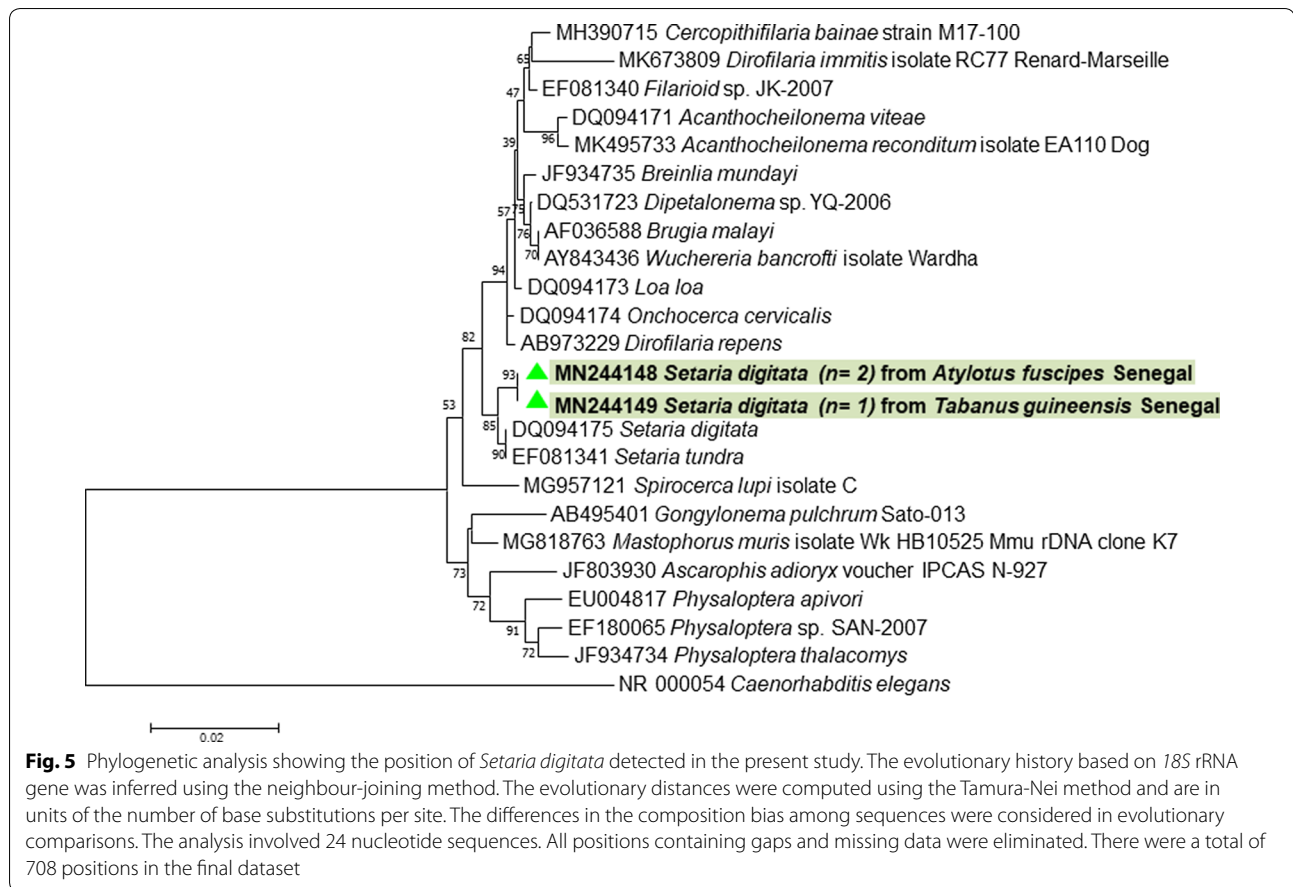 MH390715 Cercopithifilaria bainae strain M17-100
65
MK673809 Dirofilaria immitis isolate RC77 Renard-Marseille
EF081340 Filarioid sp. JK-2007
47
DQ094171 Acanthocheilonema viteae
96
MK495733 Acanthocheilonema reconditum isolate EA110 Dog
39
JF934735 Breinlia mundayi
DQ531723 Dipetalonema sp. YQ-2006
57
75
AF036588 Brugia malayi
76
AY843436 Wuchereria bancrofti isolate Wardha
70
94
DQ094173 Loa loa
DQ094174 Onchocerca cervicalis
82
AB973229 Dirofilaria repens
93
MN244148 Setaria digitata (n= 2) from Atylotus fuscipes Senegal
MN244149 Setaria digitata (n= 1) from Tabanus guineensis Senegal
53
85
DQ094175 Setaria digitata
90
EF081341 Setaria tundra
MG957121 Spirocerca lupi isolate C
AB495401 Gongylonema pulchrum Sato-013
MG818763 Mastophorus muris isolate Wk HB10525 Mmu rDNA clone K7
73
JF803930 Ascarophis adioryx voucher IPCAS N-927
72
EU004817 Physaloptera apivori
91
EF180065 Physaloptera sp. SAN-2007
72
JF934734 Physaloptera thalacomys
NR 000054 Caenorhabditis elegans
0.02
Fig. 5 Phylogenetic analysis showing the position of Setaria digitata detected in the present study. The evolutionary history based on 18S rRNA
gene was inferred using the neighbour-joining method. The evolutionary distances were computed using the Tamura-Nei method and are in
units of the number of base substitutions per site. The differences in the composition bias among sequences were considered in evolutionary
comparisons. The analysis involved 24 nucleotide sequences. All positions containing gaps and missing data were eliminated. There were a total of
708 positions in the final dataset